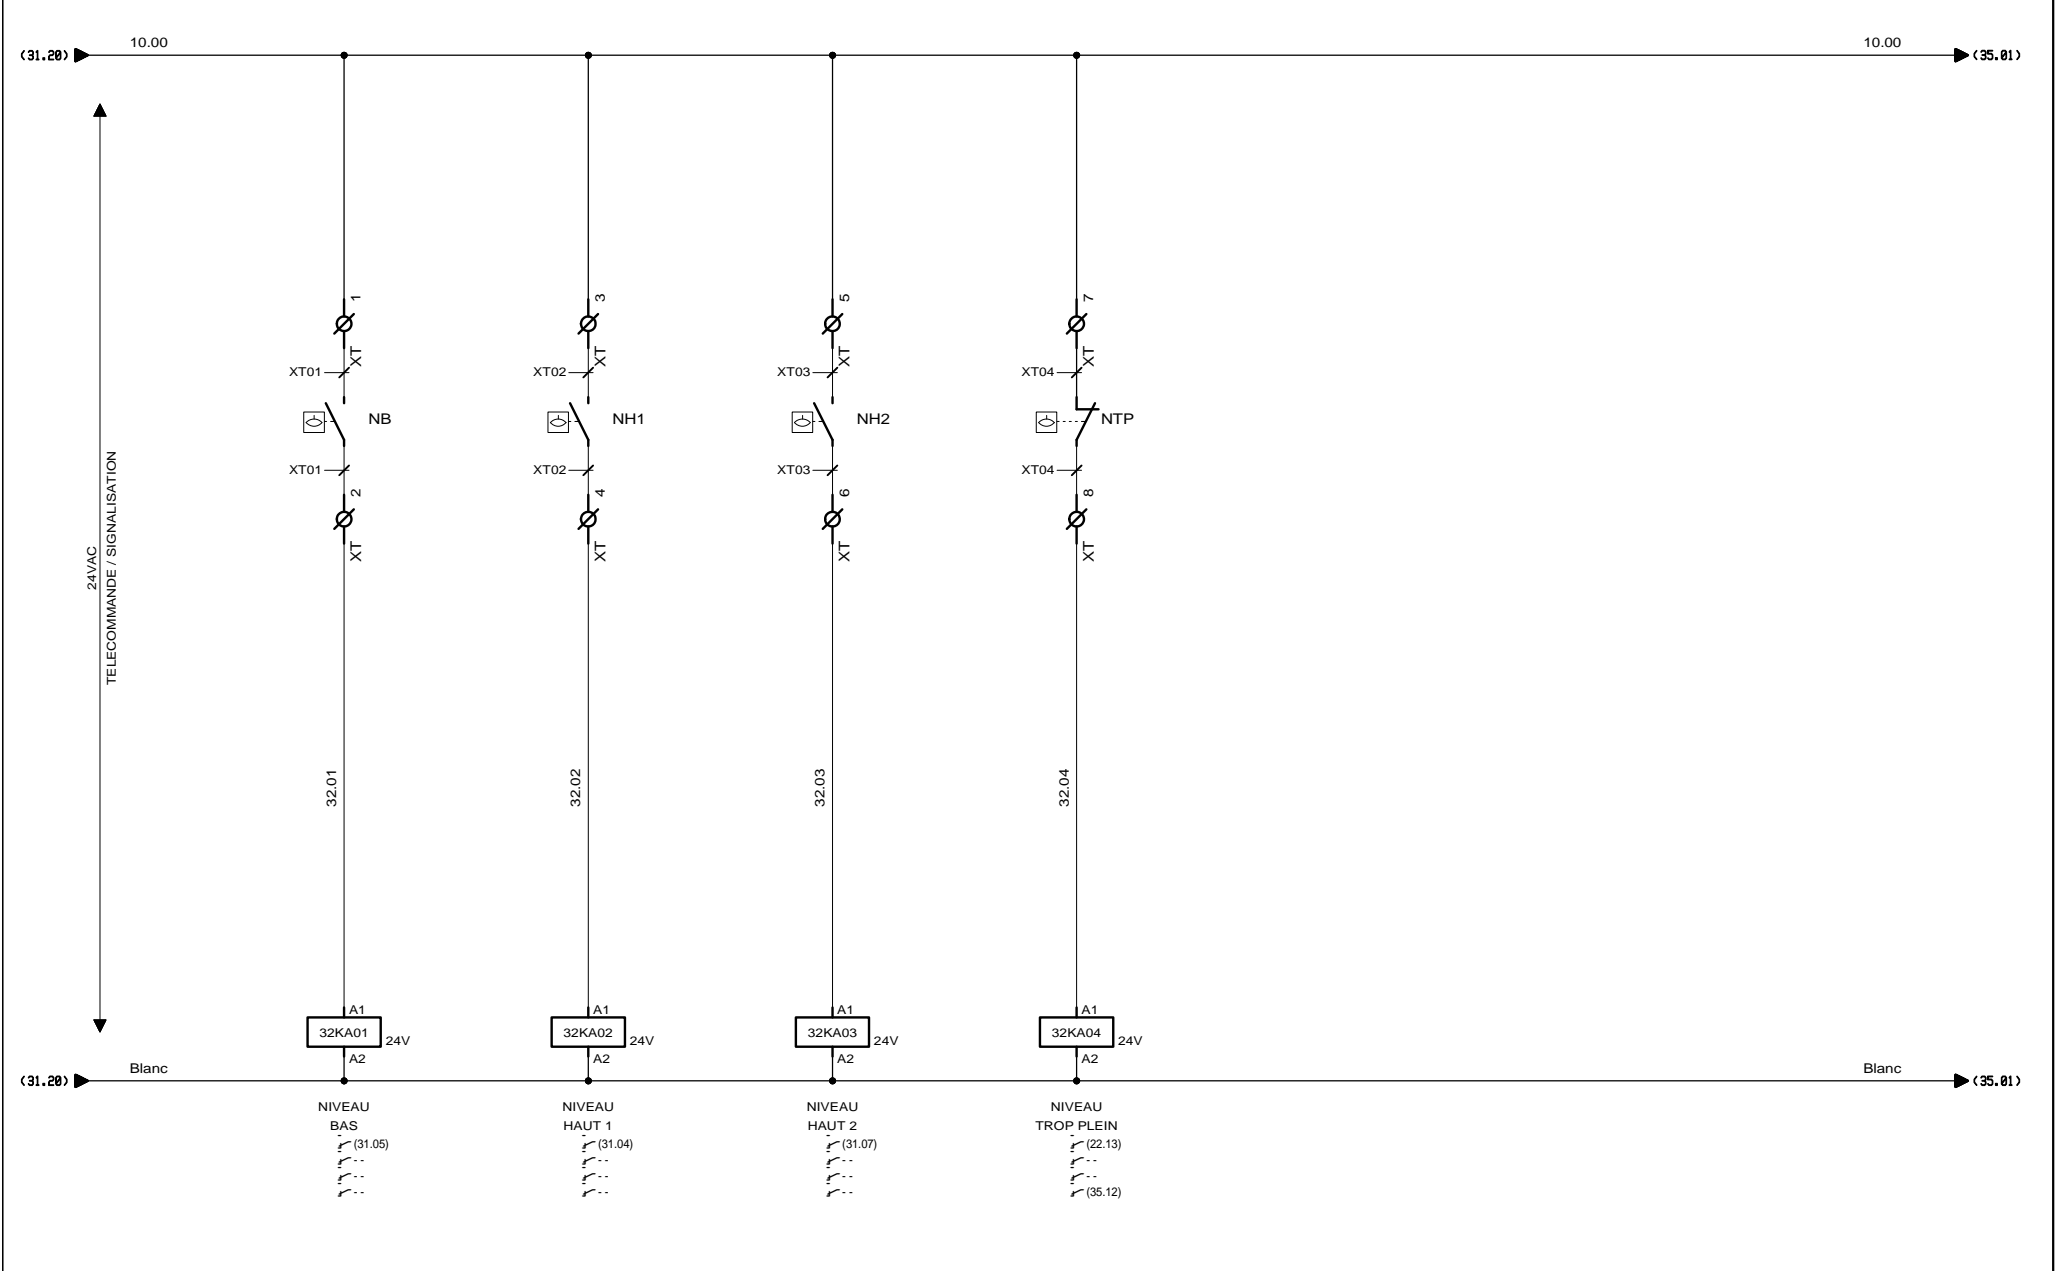 10.00 10.00
(31.20) (35.01)
1 3 5 7
XT XT XT XT
XT01 XT02 XT03 XT04
NB NH1 NH2 NTP
XT01 XT02 XT03 XT04
2 4 6 8
XT XT XT XT
24VAC
TELECOMMANDE / SIGNALISATION
32.01 32.02 32.03 32.04
A1 A1 A1 A1
32KA01 24V 32KA02 24V 32KA03 24V 32KA04 24V
A2 A2 A2 A2
Blanc Blanc
(31.20) (35.01)
NIVEAU NIVEAU NIVEAU NIVEAU
BAS HAUT 1 HAUT 2 TROP PLEIN
(31.05) (31.04) (31.07) (22.13)
-- -- -- --
-- -- -- --
-- -- -- (35.12)